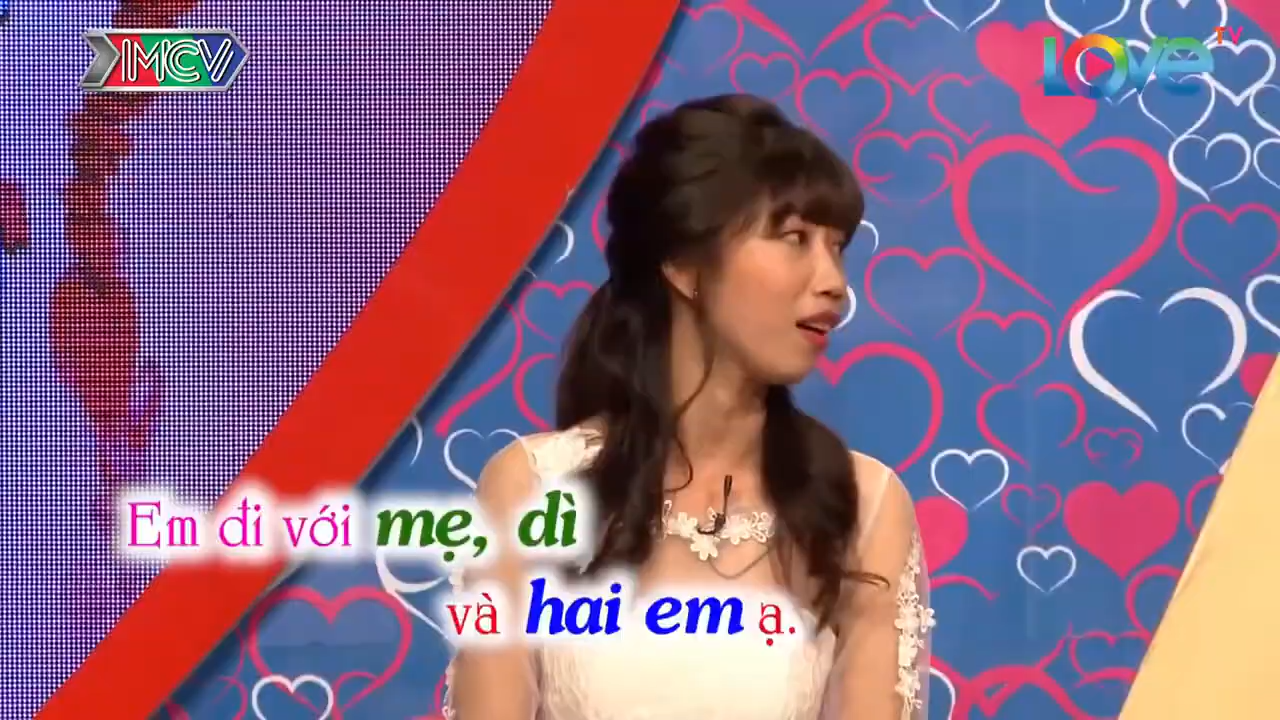 MCV
LOVE TV
Em đi với mẹ, dì
và hai em ạ.